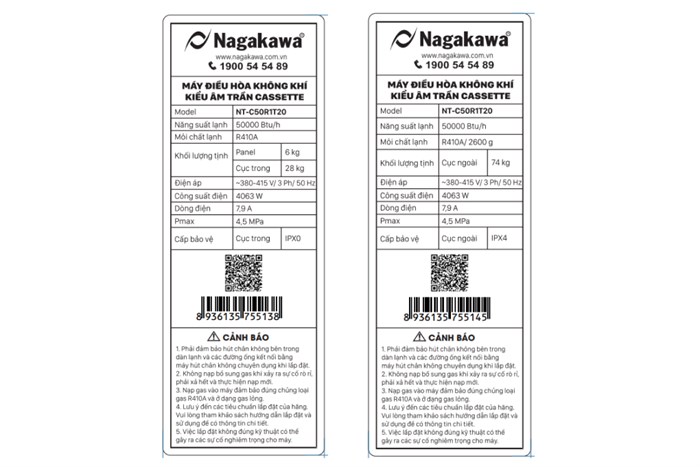 Nagakawa®
www.nagakawa.com.vn
1900 54 54 89
MÁY ĐIỀU HÒA KHÔNG KHÍ
KIỂU ÂM TRẦN CASSETTE
Model NT-C50R1T20
Năng suất lạnh 50000 Btu/h
Môi chất lạnh R410A
Khối lượng tịnh Panel 6 kg
Cục trong 28 kg
Điện áp ~380-415 V/ 3 Ph/ 50 Hz
Công suất điện 4063 W
Dòng điện 7,9 A
Pmax 4,5 MPa
Cấp bảo vệ Cục trong IPX0
8 936135 755138
CẢNH BÁO
1. Phải đảm bảo hút chân không bên trong
dàn lạnh và các đường ống kết nối bằng
máy hút chân không chuyên dụng khi lắp đặt.
2. Không nạp bổ sung gas khi xảy ra sự cố rò rỉ,
phải xả hết và thực hiện nạp mới.
3. Nạp gas vào máy đảm bảo đúng chủng loại
gas R410A và ở dạng gas lỏng.
4. Lưu ý đến các tiêu chuẩn lắp đặt của hãng.
Vui lòng tham khảo sách hướng dẫn lắp đặt và
sử dụng để có thông tin chi tiết.
5. Việc lắp đặt không đúng kỹ thuật có thể
gây ra các sự cố nghiêm trọng cho máy.
Nagakawa®
www.nagakawa.com.vn
1900 54 54 89
MÁY ĐIỀU HÒA KHÔNG KHÍ
KIỂU ÂM TRẦN CASSETTE
Model NT-C50R1T20
Năng suất lạnh 50000 Btu/h
Môi chất lạnh R410A/ 2600 g
Khối lượng tịnh Cục ngoài 74 kg
Điện áp ~380-415 V/ 3 Ph/ 50 Hz
Công suất điện 4063 W
Dòng điện 7,9 A
Pmax 4,5 MPa
Cấp bảo vệ Cục ngoài IPX4
8 936135 755145
CẢNH BÁO
1. Phải đảm bảo hút chân không bên trong
dàn lạnh và các đường ống kết nối bằng
máy hút chân không chuyên dụng khi lắp đặt.
2. Không nạp bổ sung gas khi xảy ra sự cố rò rỉ,
phải xả hết và thực hiện nạp mới.
3. Nạp gas vào máy đảm bảo đúng chủng loại
gas R410A và ở dạng gas lỏng.
4. Lưu ý đến các tiêu chuẩn lắp đặt của hãng.
Vui lòng tham khảo sách hướng dẫn lắp đặt và
sử dụng để có thông tin chi tiết.
5. Việc lắp đặt không đúng kỹ thuật có thể
gây ra các sự cố nghiêm trọng cho máy.